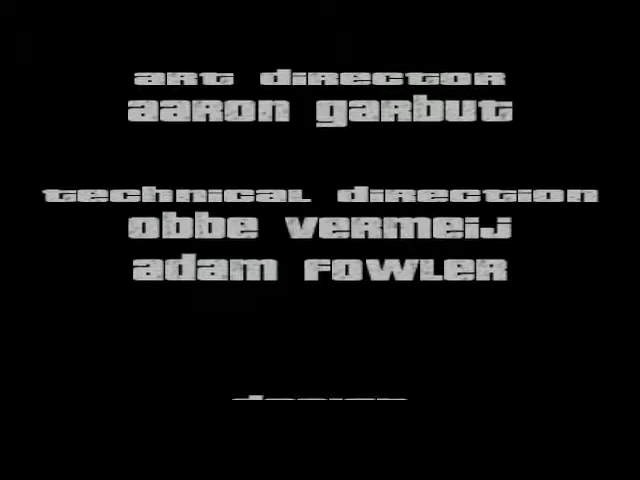 art director
aaron garbut
technical direction
obbe vermeij
adam fowler